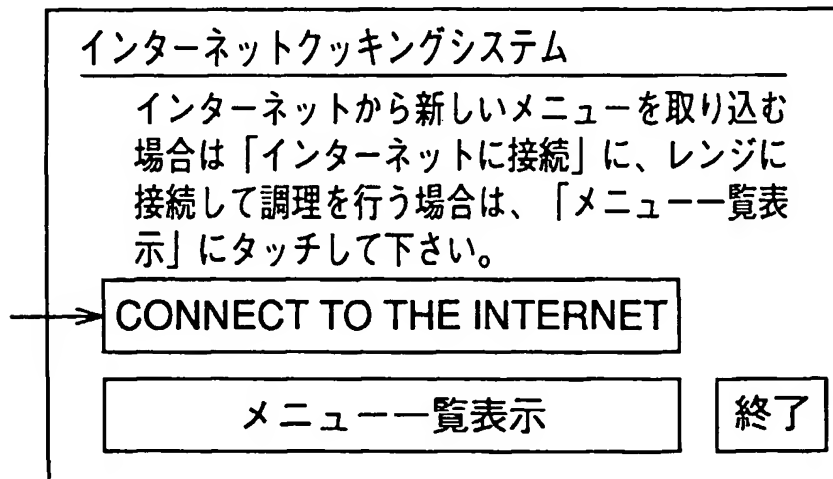 インターネットクッキングシステム
インターネットから新しいメニューを取り込む
場合は「インターネットに接続」に、レンジに
接続して調理を行う場合は、「メニュー一覧表
示」にタッチして下さい。
CONNECT TO THE INTERNET
メニュー一覧表示 終了